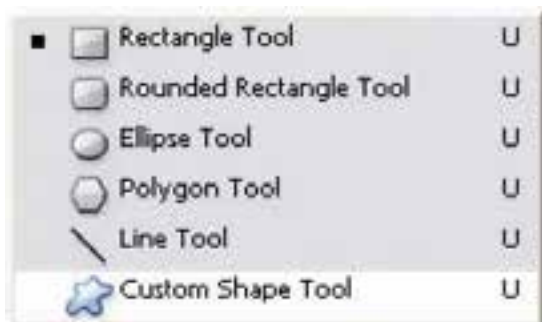 Rectangle Tool U
Rounded Rectangle Tool U
Ellipse Tool U
Polygon Tool U
Line Tool U
Custom Shape Tool U